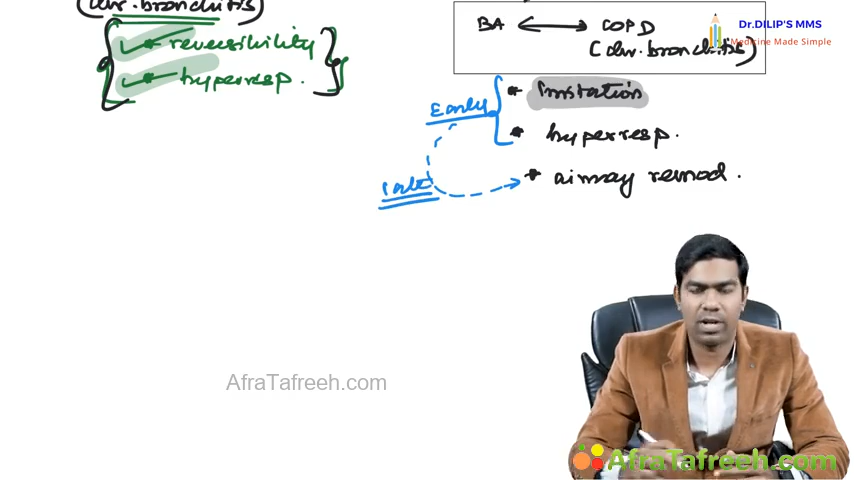 (chr. bronchitis)
reversibility
hyperresp.
BA ⟷ COPD
(chr. bronchitis)
Dr.DILIP'S MMS
Medicine Made Simple
Early
* 
* hyperresp.
Late
* airway remod.
AfraTafreeh.com
AfraTafreeh.com